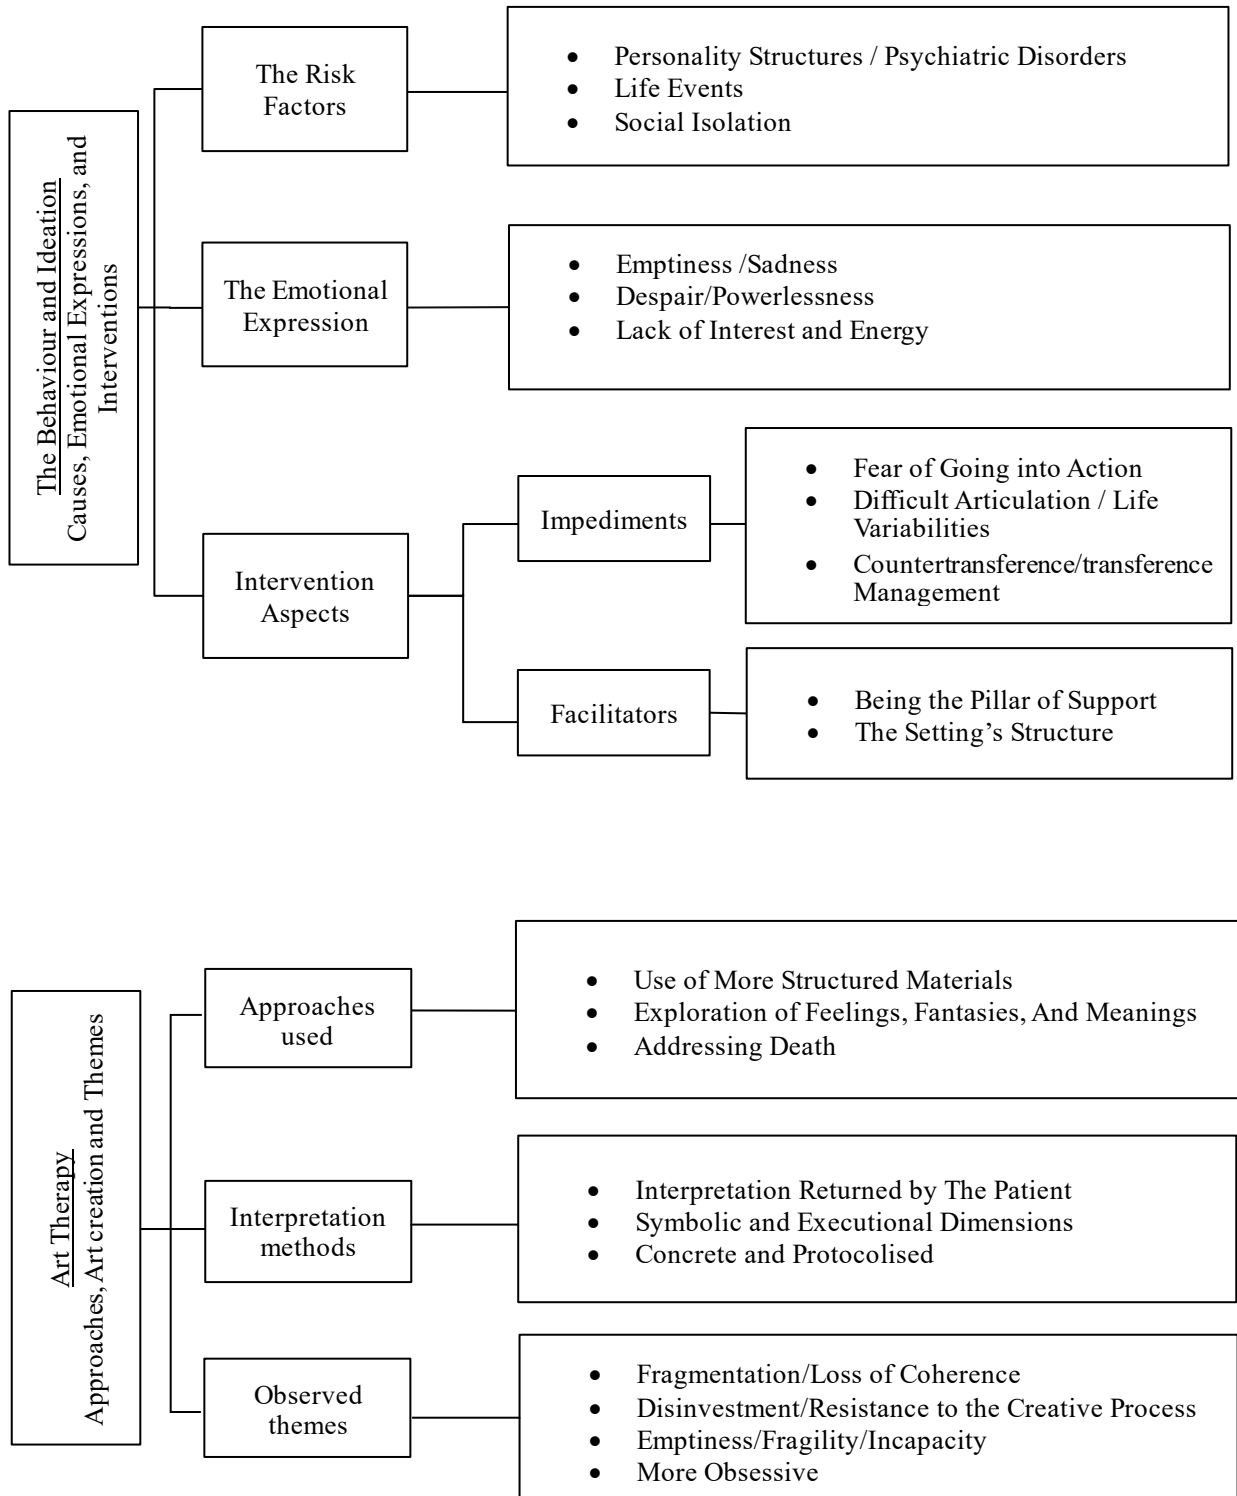 The Behaviour and Ideation
Causes, Emotional Expressions, and
Interventions
The Risk
Factors
• Personality Structures / Psychiatric Disorders
• Life Events
• Social Isolation
The Emotional
Expression
• Emptiness /Sadness
• Despair/Powerlessness
• Lack of Interest and Energy
Intervention
Aspects
Impediments
• Fear of Going into Action
• Difficult Articulation / Life
Variabilities
• Countertransference/transference
Management
Facilitators
• Being the Pillar of Support
• The Setting’s Structure
Art Therapy
Approaches, Art creation and Themes
Approaches
used
• Use of More Structured Materials
• Exploration of Feelings, Fantasies, And Meanings
• Addressing Death
Interpretation
methods
• Interpretation Returned by The Patient
• Symbolic and Executional Dimensions
• Concrete and Protocolised
Observed
themes
• Fragmentation/Loss of Coherence
• Disinvestment/Resistance to the Creative Process
• Emptiness/Fragility/Incapacity
• More Obsessive